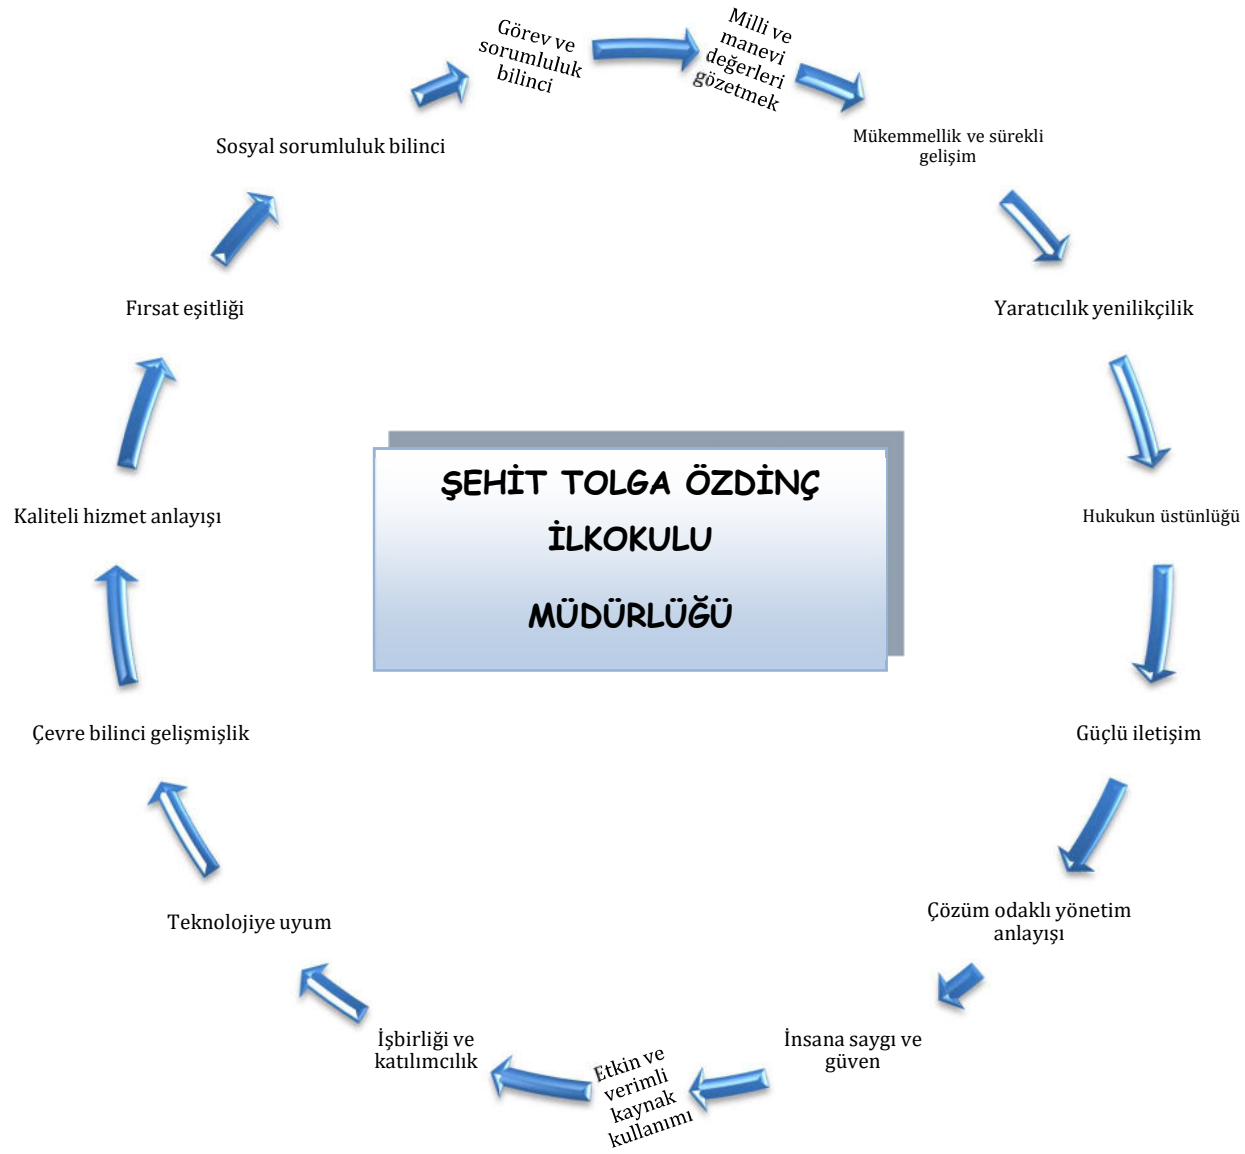 Görev ve
sorumluluk
bilinci
Milli ve
manevi
değerleri
gözetmek
Mükemmellik ve sürekli
gelişim
Yaratıcılık yenilikçilik
Hukukun üstünlüğü
Güçlü iletişim
Çözüm odaklı yönetim
anlayışı
İnsana saygı ve
güven
Etkin ve
verimli
kaynak
kullanımı
İşbirliği ve
katılımcılık
Teknolojiye uyum
Çevre bilinci gelişmişlik
Kaliteli hizmet anlayışı
Fırsat eşitliği
Sosyal sorumluluk bilinci
ŞEHİT TOLGA ÖZDİNÇ
İLKOKULU
MÜDÜRLÜĞÜ